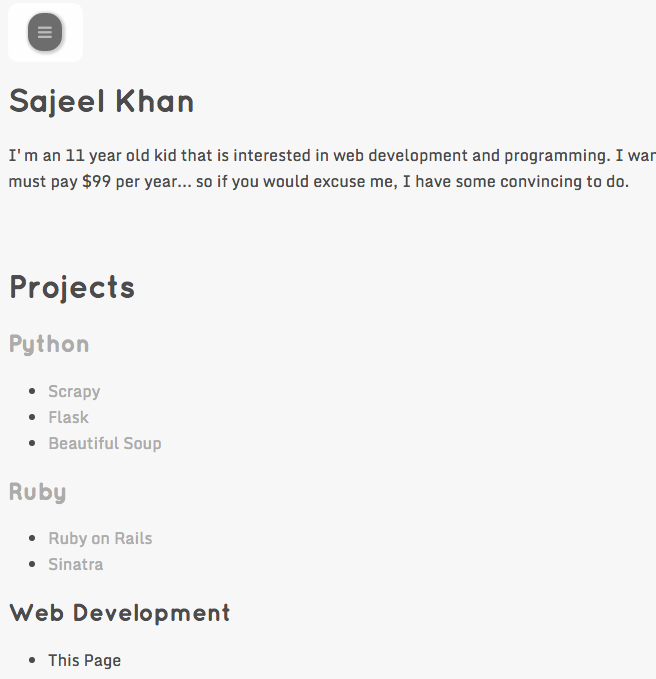 Sajeel Khan
I'm an 11 year old kid that is interested in web development and programming. I
must pay $99 per year... so if you would excuse me, I have some convincing to do.
Projects
Python
Scrapy
Flask
Beautiful Soup
Ruby
Ruby on Rails
Sinatra
Web Development
This Page